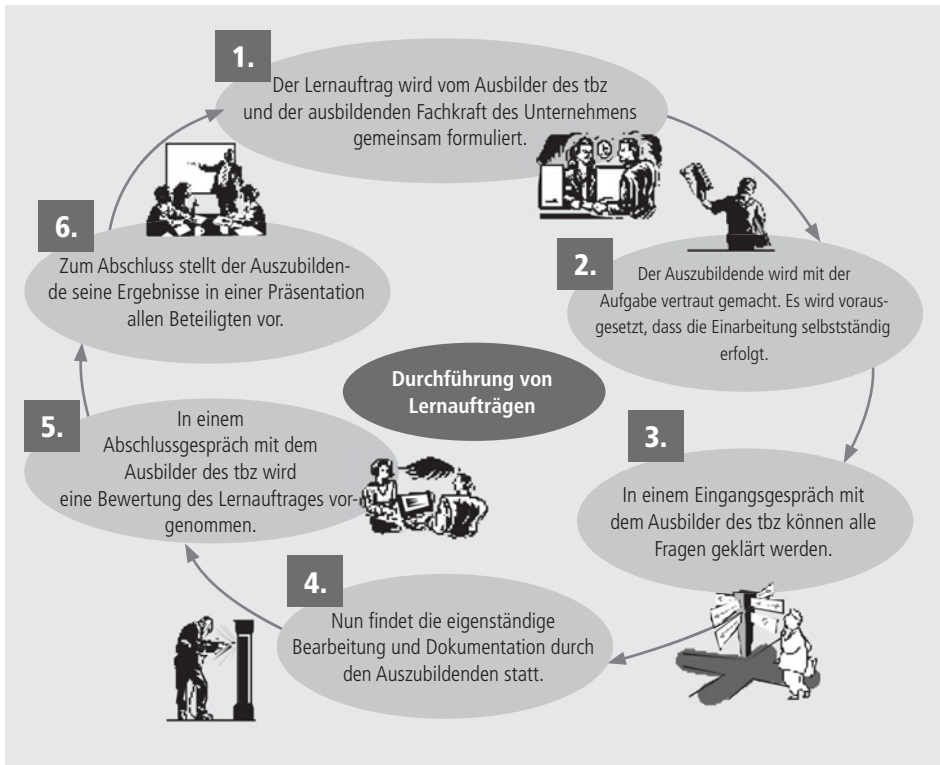 1.
Der Lernauftrag wird vom Ausbilder des tbz
und der ausbildenden Fachkraft des Unternehmens
gemeinsam formuliert.
2.
Der Auszubildende wird mit der
Aufgabe vertraut gemacht. Es wird voraus-
gesetzt, dass die Einarbeitung selbstständig
erfolgt.
3.
In einem Eingangsgespräch mit
dem Ausbilder des tbz können alle
Fragen geklärt werden.
4.
Nun findet die eigenständige
Bearbeitung und Dokumentation durch
den Auszubildenden statt.
5.
In einem
Abschlussgespräch mit dem
Ausbilder des tbz wird
eine Bewertung des Lernauftrages vor-
genommen.
6.
Zum Abschluss stellt der Auszubilden-
de seine Ergebnisse in einer Präsentation
allen Beteiligten vor.
Durchführung von
Lernaufträgen